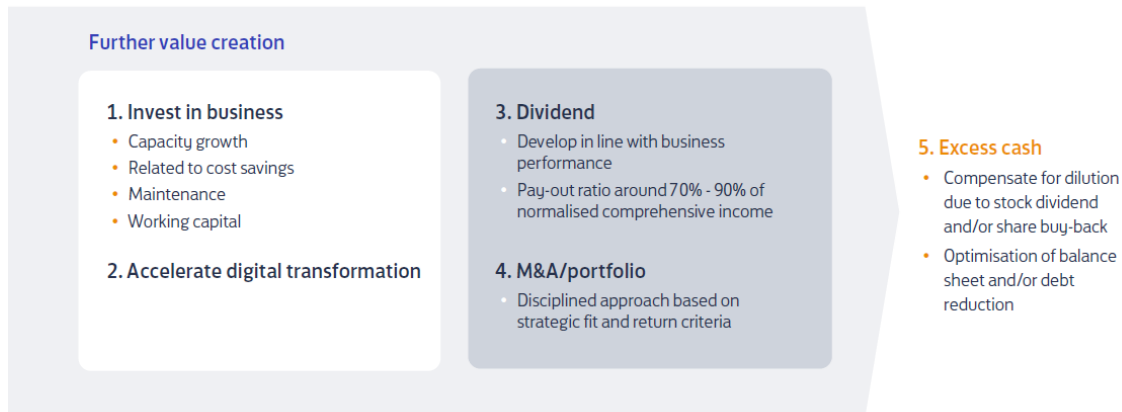 Further value creation
1. Invest in business
• Capacity growth
• Related to cost savings
• Maintenance
• Working capital
2. Accelerate digital transformation
3. Dividend
• Develop in line with business
performance
• Pay-out ratio around 70% - 90% of
normalised comprehensive income
4. M&A/portfolio
• Disciplined approach based on
strategic fit and return criteria
5. Excess cash
• Compensate for dilution
due to stock dividend
and/or share buy-back
• Optimisation of balance
sheet and/or debt
reduction